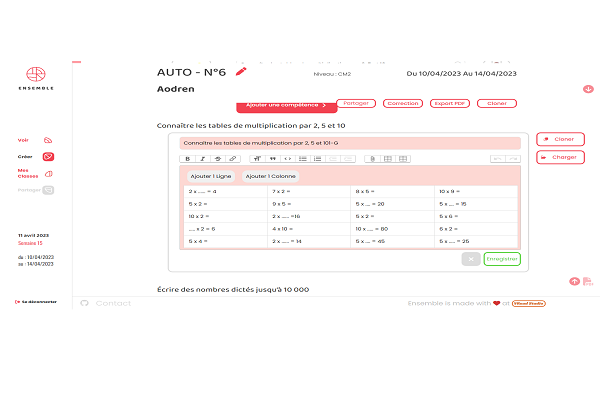 AUTO - N°6
Niveau : CM2
Du 10/04/2023 Au 14/04/2023
ENSEMBLE
Aodren
Ajouter une compétence >
Partager
Correction
Export PDF
Cloner
Connaître les tables de multiplication par 2, 5 et 10
Voir
Créer
Mes Classes
Partager
Connaître les tables de multiplication par 2, 5 et 10
Cloner
Charger
B I S
Ajouter 1 Ligne
Ajouter 1 Colonne
2 x ..... = 4 7 x 2 = 8 x 5 = 10 x 9 =
5 x 2 = 9 x 5 = 5 x .... = 20 5 x .... = 15
10 x 2 = 2 x ..... =16 5 x 2 = 5 x 6 =
..... x 2 = 6 4 x 10 = 10 x ..... = 80 6 x 2 =
5 x 4 = 2 x ..... = 14 5 x .... = 45 5 x ..... = 25
Enregistrer
11 avril 2023
Semaine 15
du : 10/04/2023
au : 14/04/2023
Écrire des nombres dictés jusqu'à 10 000
Se déconnecter
Contact
Ensemble is made with ❤ at